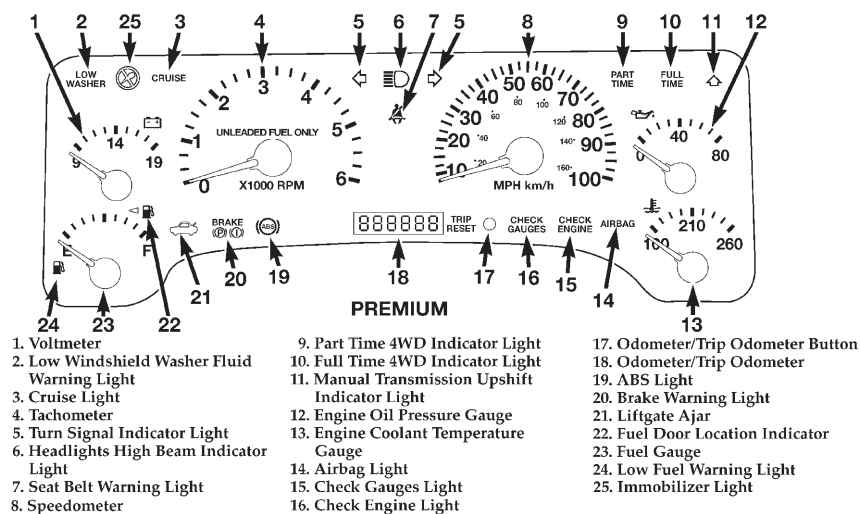 1 2 25 3 4 5 6 7 5 8 9 10 11 12
LOW WASHER
CRUISE
UNLEADED FUEL ONLY
X1000 RPM
0 1 2 3 4 5 6
9 14 19
10 20 30 40 50 60 70 80 90 100
20 40 60 80 100 120 140 160
MPH km/h
PART TIME
FULL TIME
0 40 80
E F
BRAKE
P
ABS
888888
TRIP RESET
CHECK GAUGES
CHECK ENGINE
AIRBAG
160 210 260
24 23 22 21 20 19 18 17 16 15 14 13
PREMIUM
1. Voltmeter
2. Low Windshield Washer Fluid
Warning Light
3. Cruise Light
4. Tachometer
5. Turn Signal Indicator Light
6. Headlights High Beam Indicator
Light
7. Seat Belt Warning Light
8. Speedometer
9. Part Time 4WD Indicator Light
10. Full Time 4WD Indicator Light
11. Manual Transmission Upshift
Indicator Light
12. Engine Oil Pressure Gauge
13. Engine Coolant Temperature
Gauge
14. Airbag Light
15. Check Gauges Light
16. Check Engine Light
17. Odometer/Trip Odometer Button
18. Odometer/Trip Odometer
19. ABS Light
20. Brake Warning Light
21. Liftgate Ajar
22. Fuel Door Location Indicator
23. Fuel Gauge
24. Low Fuel Warning Light
25. Immobilizer Light